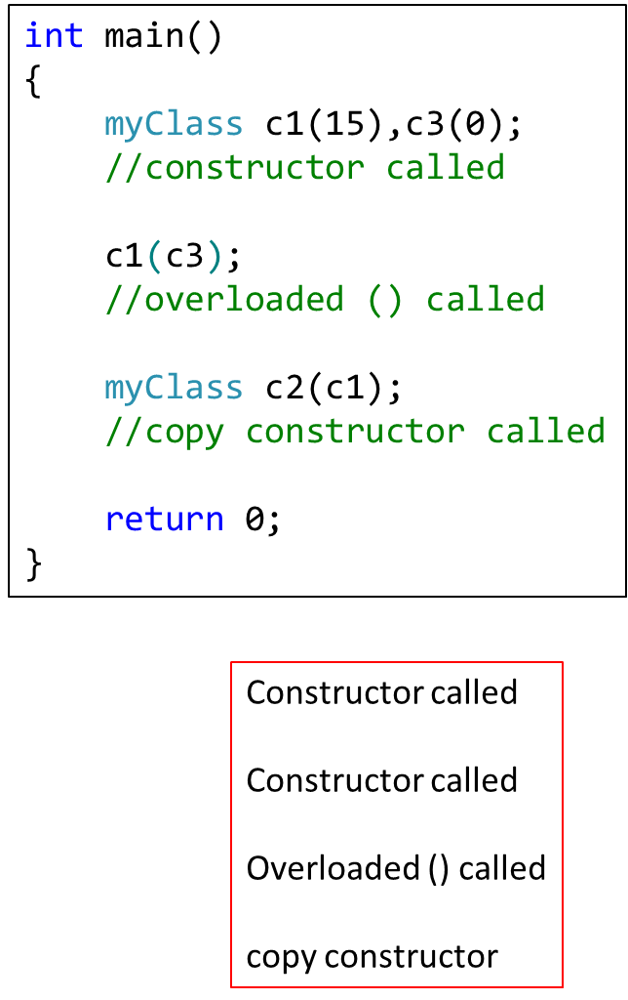 int main()
{
myClass c1(15),c3(0);
//constructor called
c1(c3);
//overloaded () called
myClass c2(c1);
//copy constructor called
return 0;
}
Constructor called
Constructor called
Overloaded () called
copy constructor